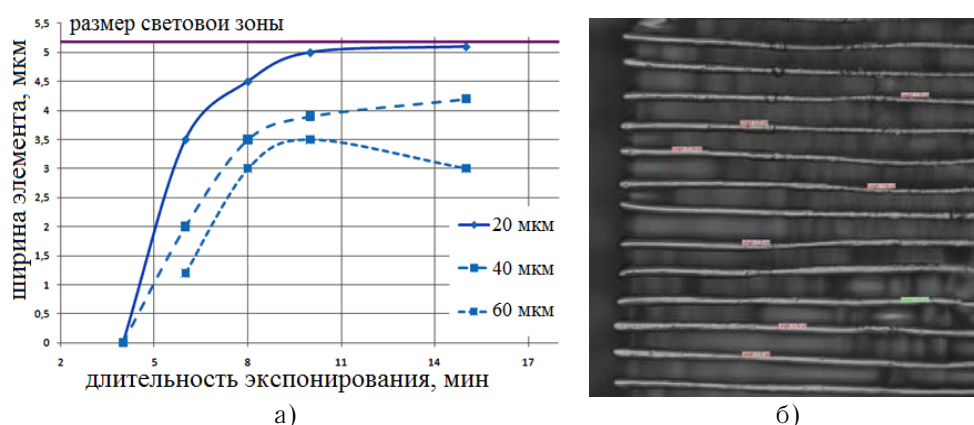 размер световой зоны
5,5
5
4,5
4
3,5
3
2,5
2
1,5
1
0,5
0
ширина элемента, мкм
20 мкм
40 мкм
60 мкм
2 5 8 11 14 17
длительность экспонирования, мин
а) б)